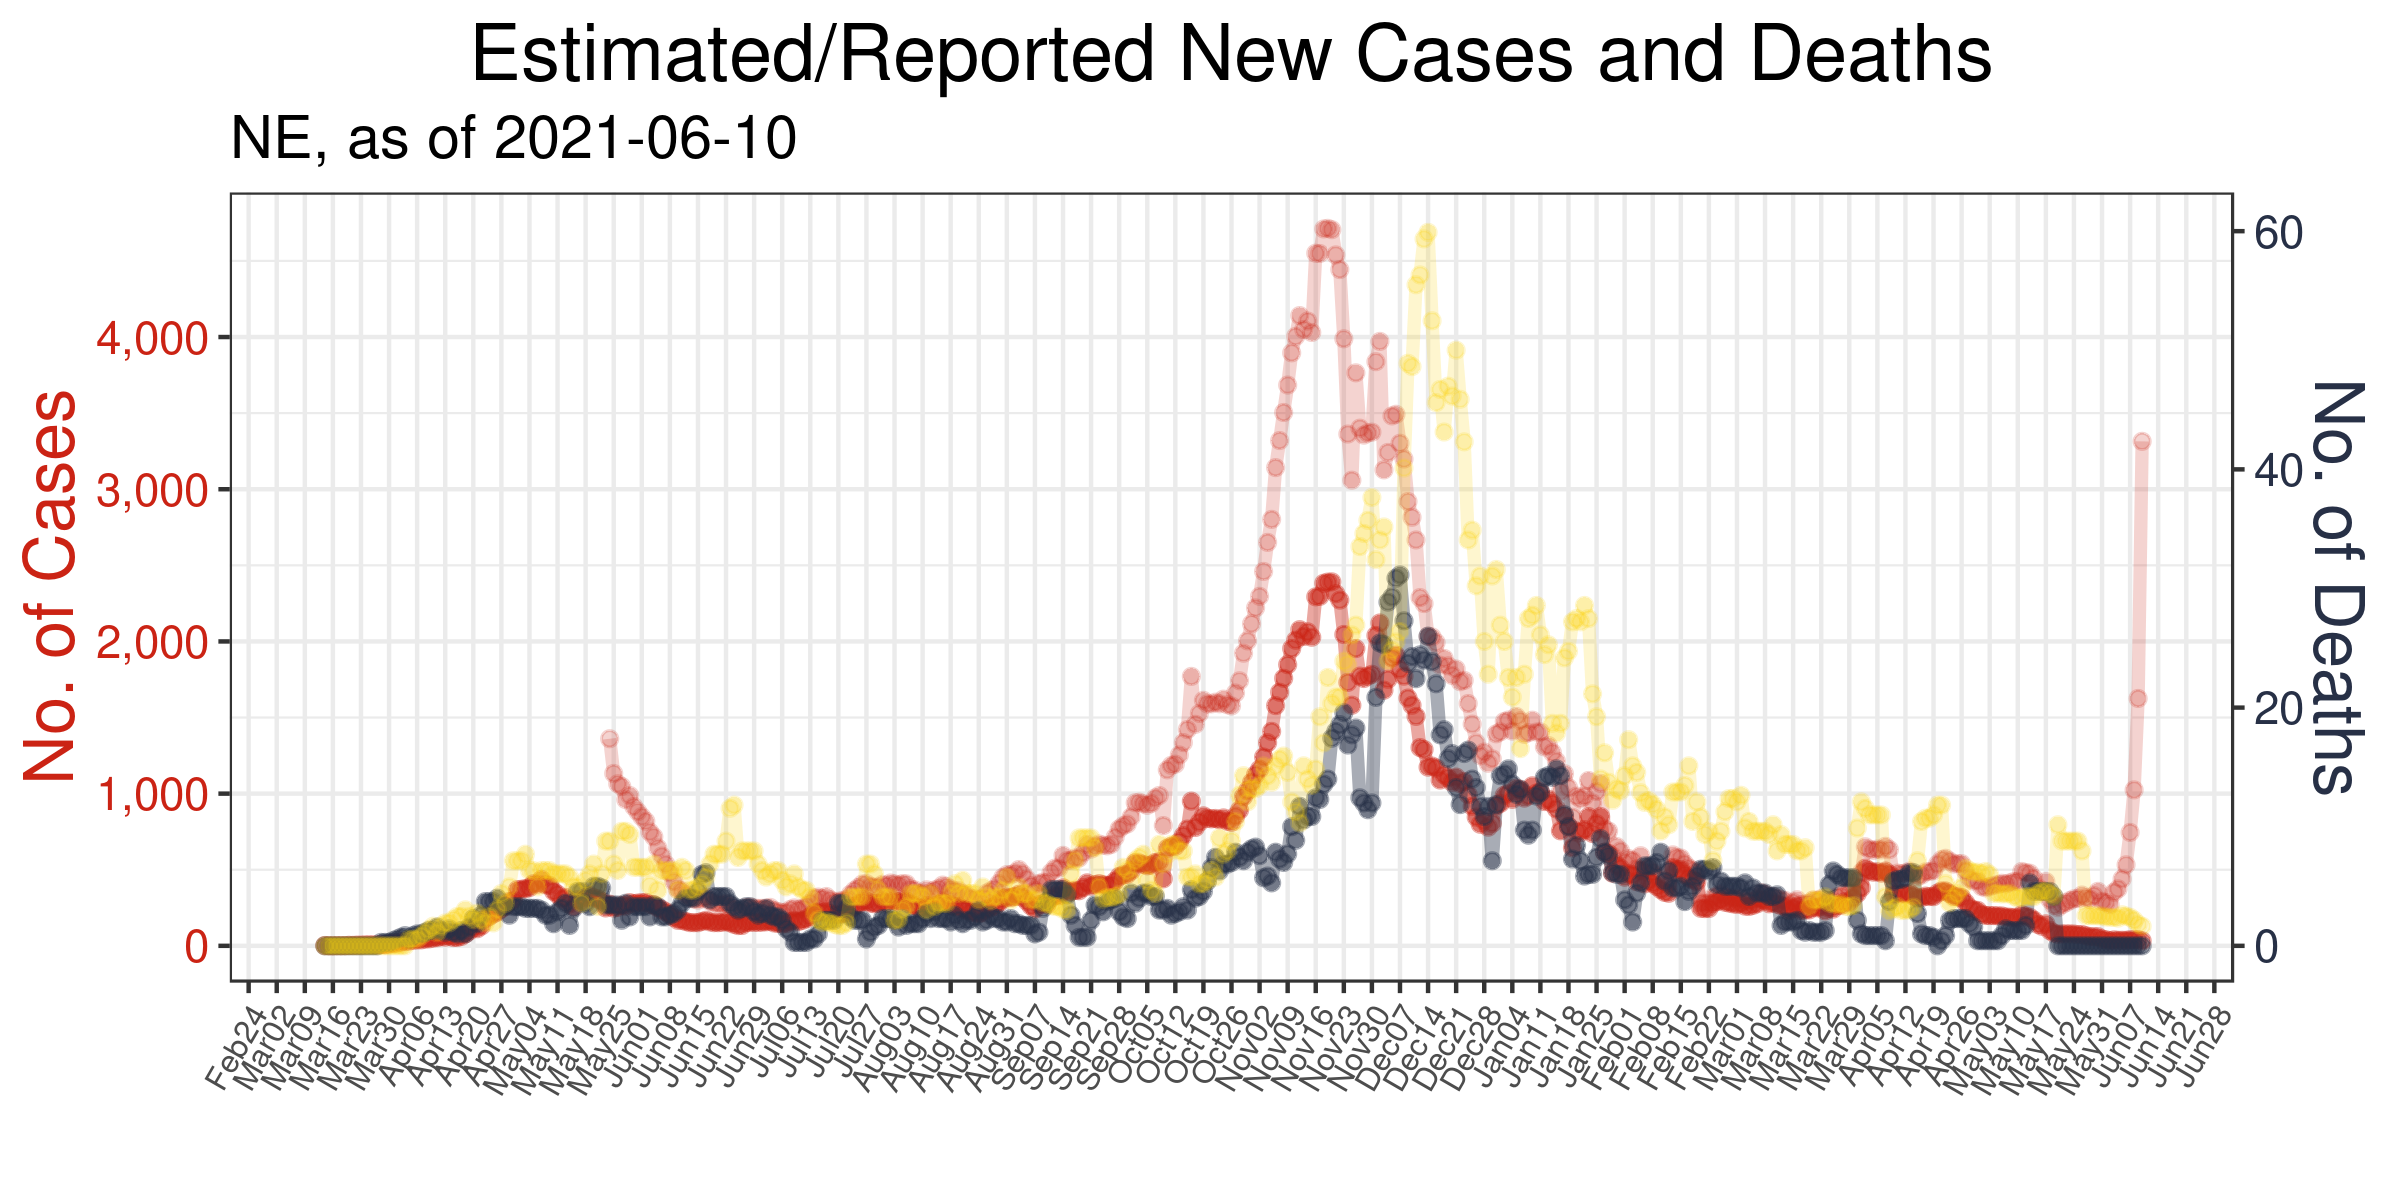 Estimated/Reported New Cases and Deaths
NE, as of 2021-06-10
No. of Cases
4,000
3,000
2,000
1,000
0
60
40
20
0
No. of Deaths
Feb24
Mar02
Mar09
Mar16
Mar23
Mar30
Apr06
Apr13
Apr20
Apr27
May04
May11
May18
May25
Jun01
Jun08
Jun15
Jun22
Jun29
Jul06
Jul13
Jul20
Jul27
Aug03
Aug10
Aug17
Aug24
Aug31
Sep07
Sep14
Sep21
Sep28
Oct05
Oct12
Oct19
Oct26
Nov02
Nov09
Nov16
Nov23
Nov30
Dec07
Dec14
Dec21
Dec28
Jan04
Jan11
Jan18
Jan25
Feb01
Feb08
Feb15
Feb22
Mar01
Mar08
Mar15
Mar22
Mar29
Apr05
Apr12
Apr19
Apr26
May03
May10
May17
May24
May31
Jun07
Jun14
Jun21
Jun28